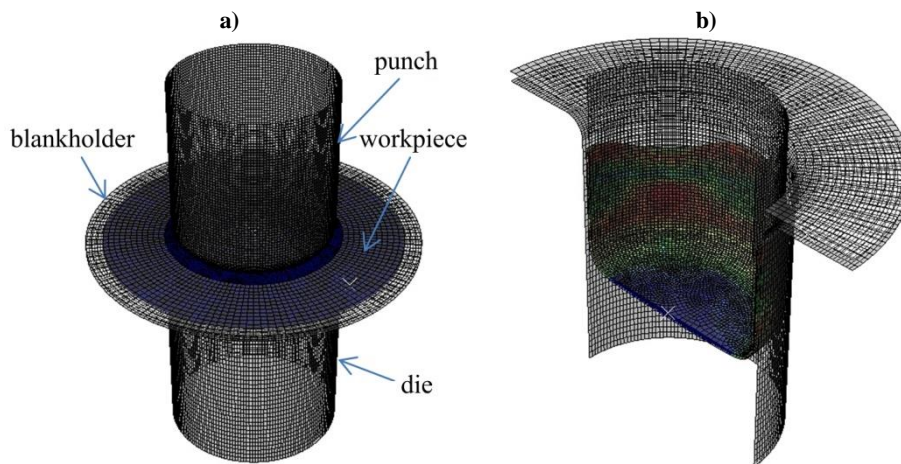 a)
b)
punch
blankholder
workpiece
die